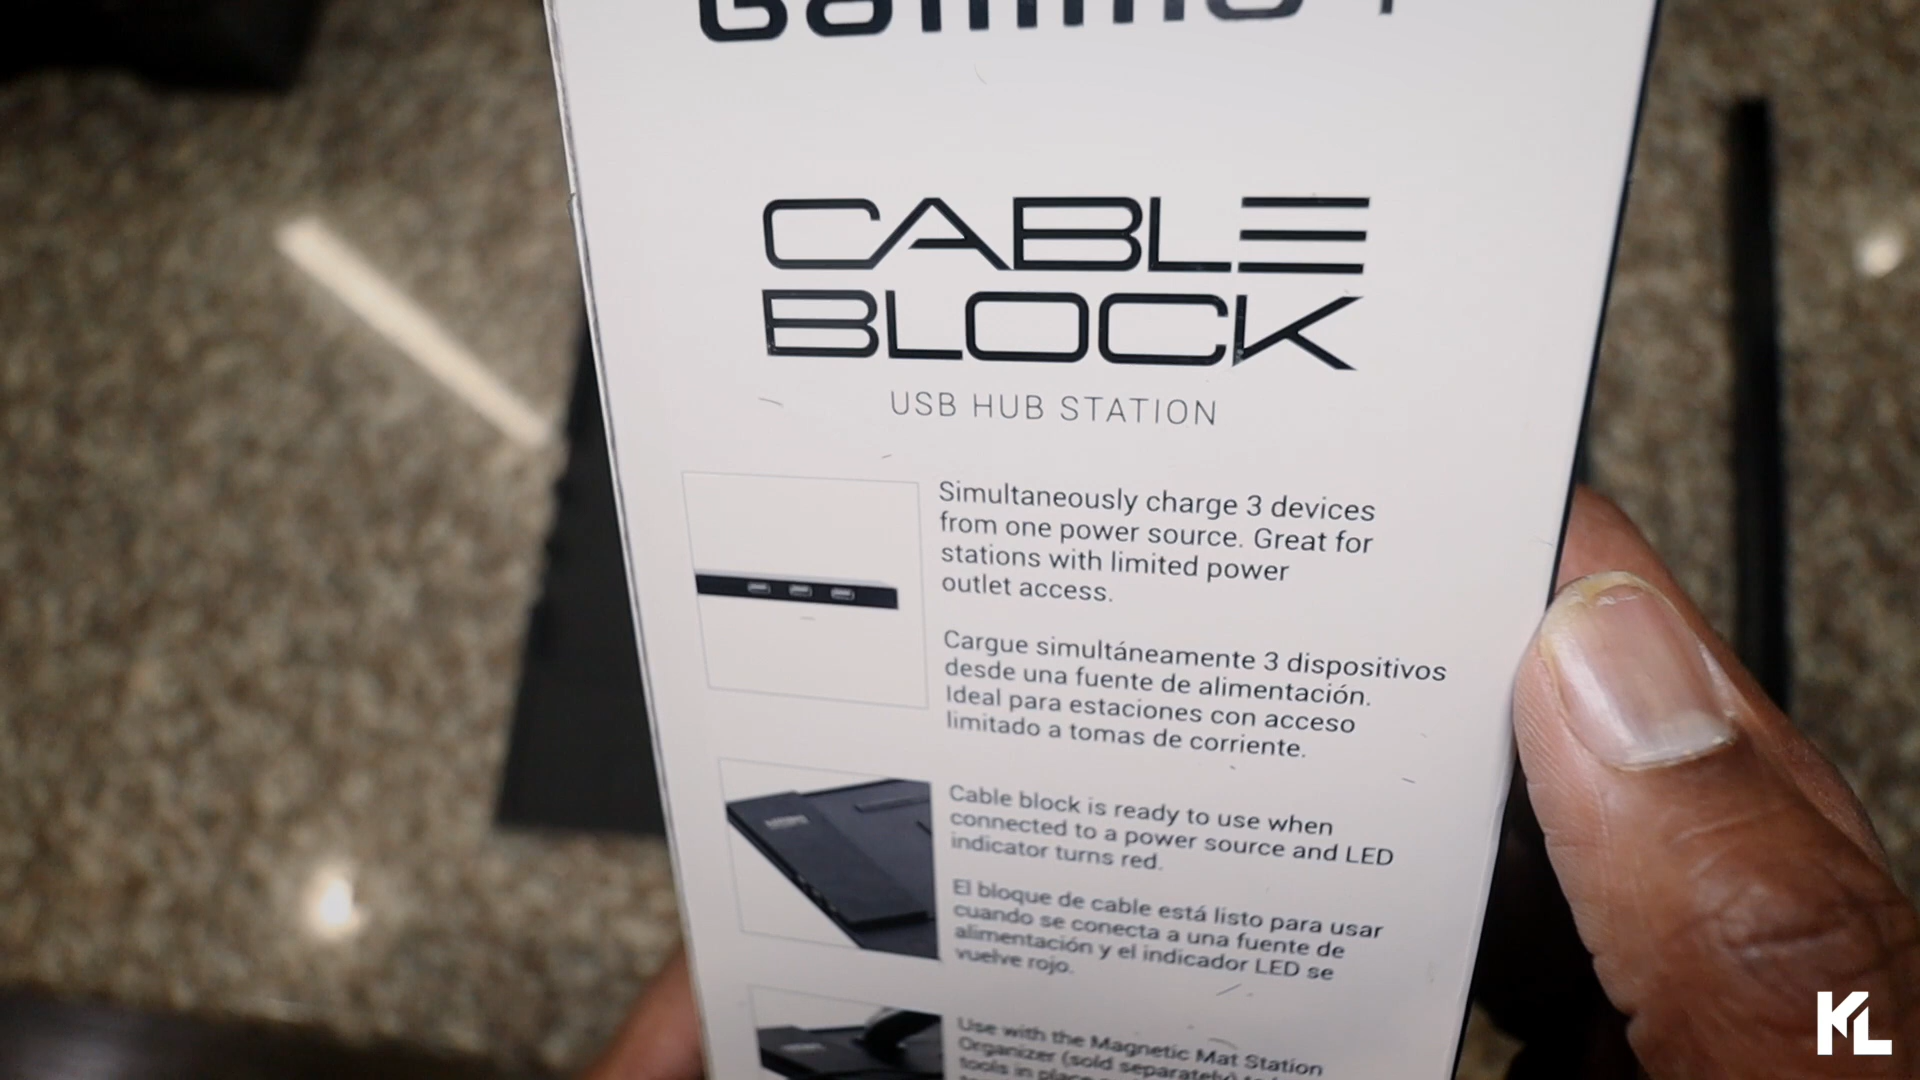 CABLE
BLOCK
USB HUB STATION
Simultaneously charge 3 devices
from one power source. Great for
stations with limited power
outlet access.
Cargue simultáneamente 3 dispositivos
desde una fuente de alimentación.
Ideal para estaciones con acceso
limitado a tomas de corriente.
Cable block is ready to use when
connected to a power source and LED
indicator turns red.
El bloque de cable está listo para usar
cuando se conecta a una fuente de
alimentación y el indicador LED se
vuelve rojo.
Use with the Magnetic Mat Station
Organizer (sold separately)
tools in place
KL